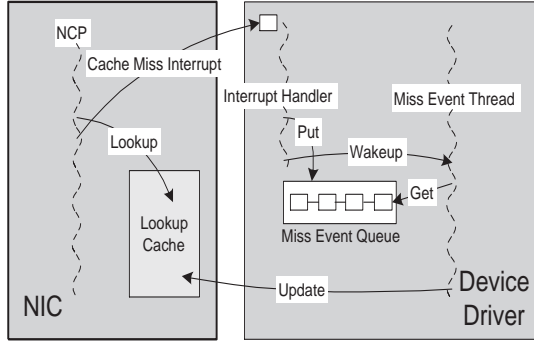 NCP
Cache Miss Interrupt
Lookup
Lookup
Cache
NIC
Interrupt Handler
Miss Event Thread
Put
Wakeup
Get
Miss Event Queue
Update
Device
Driver